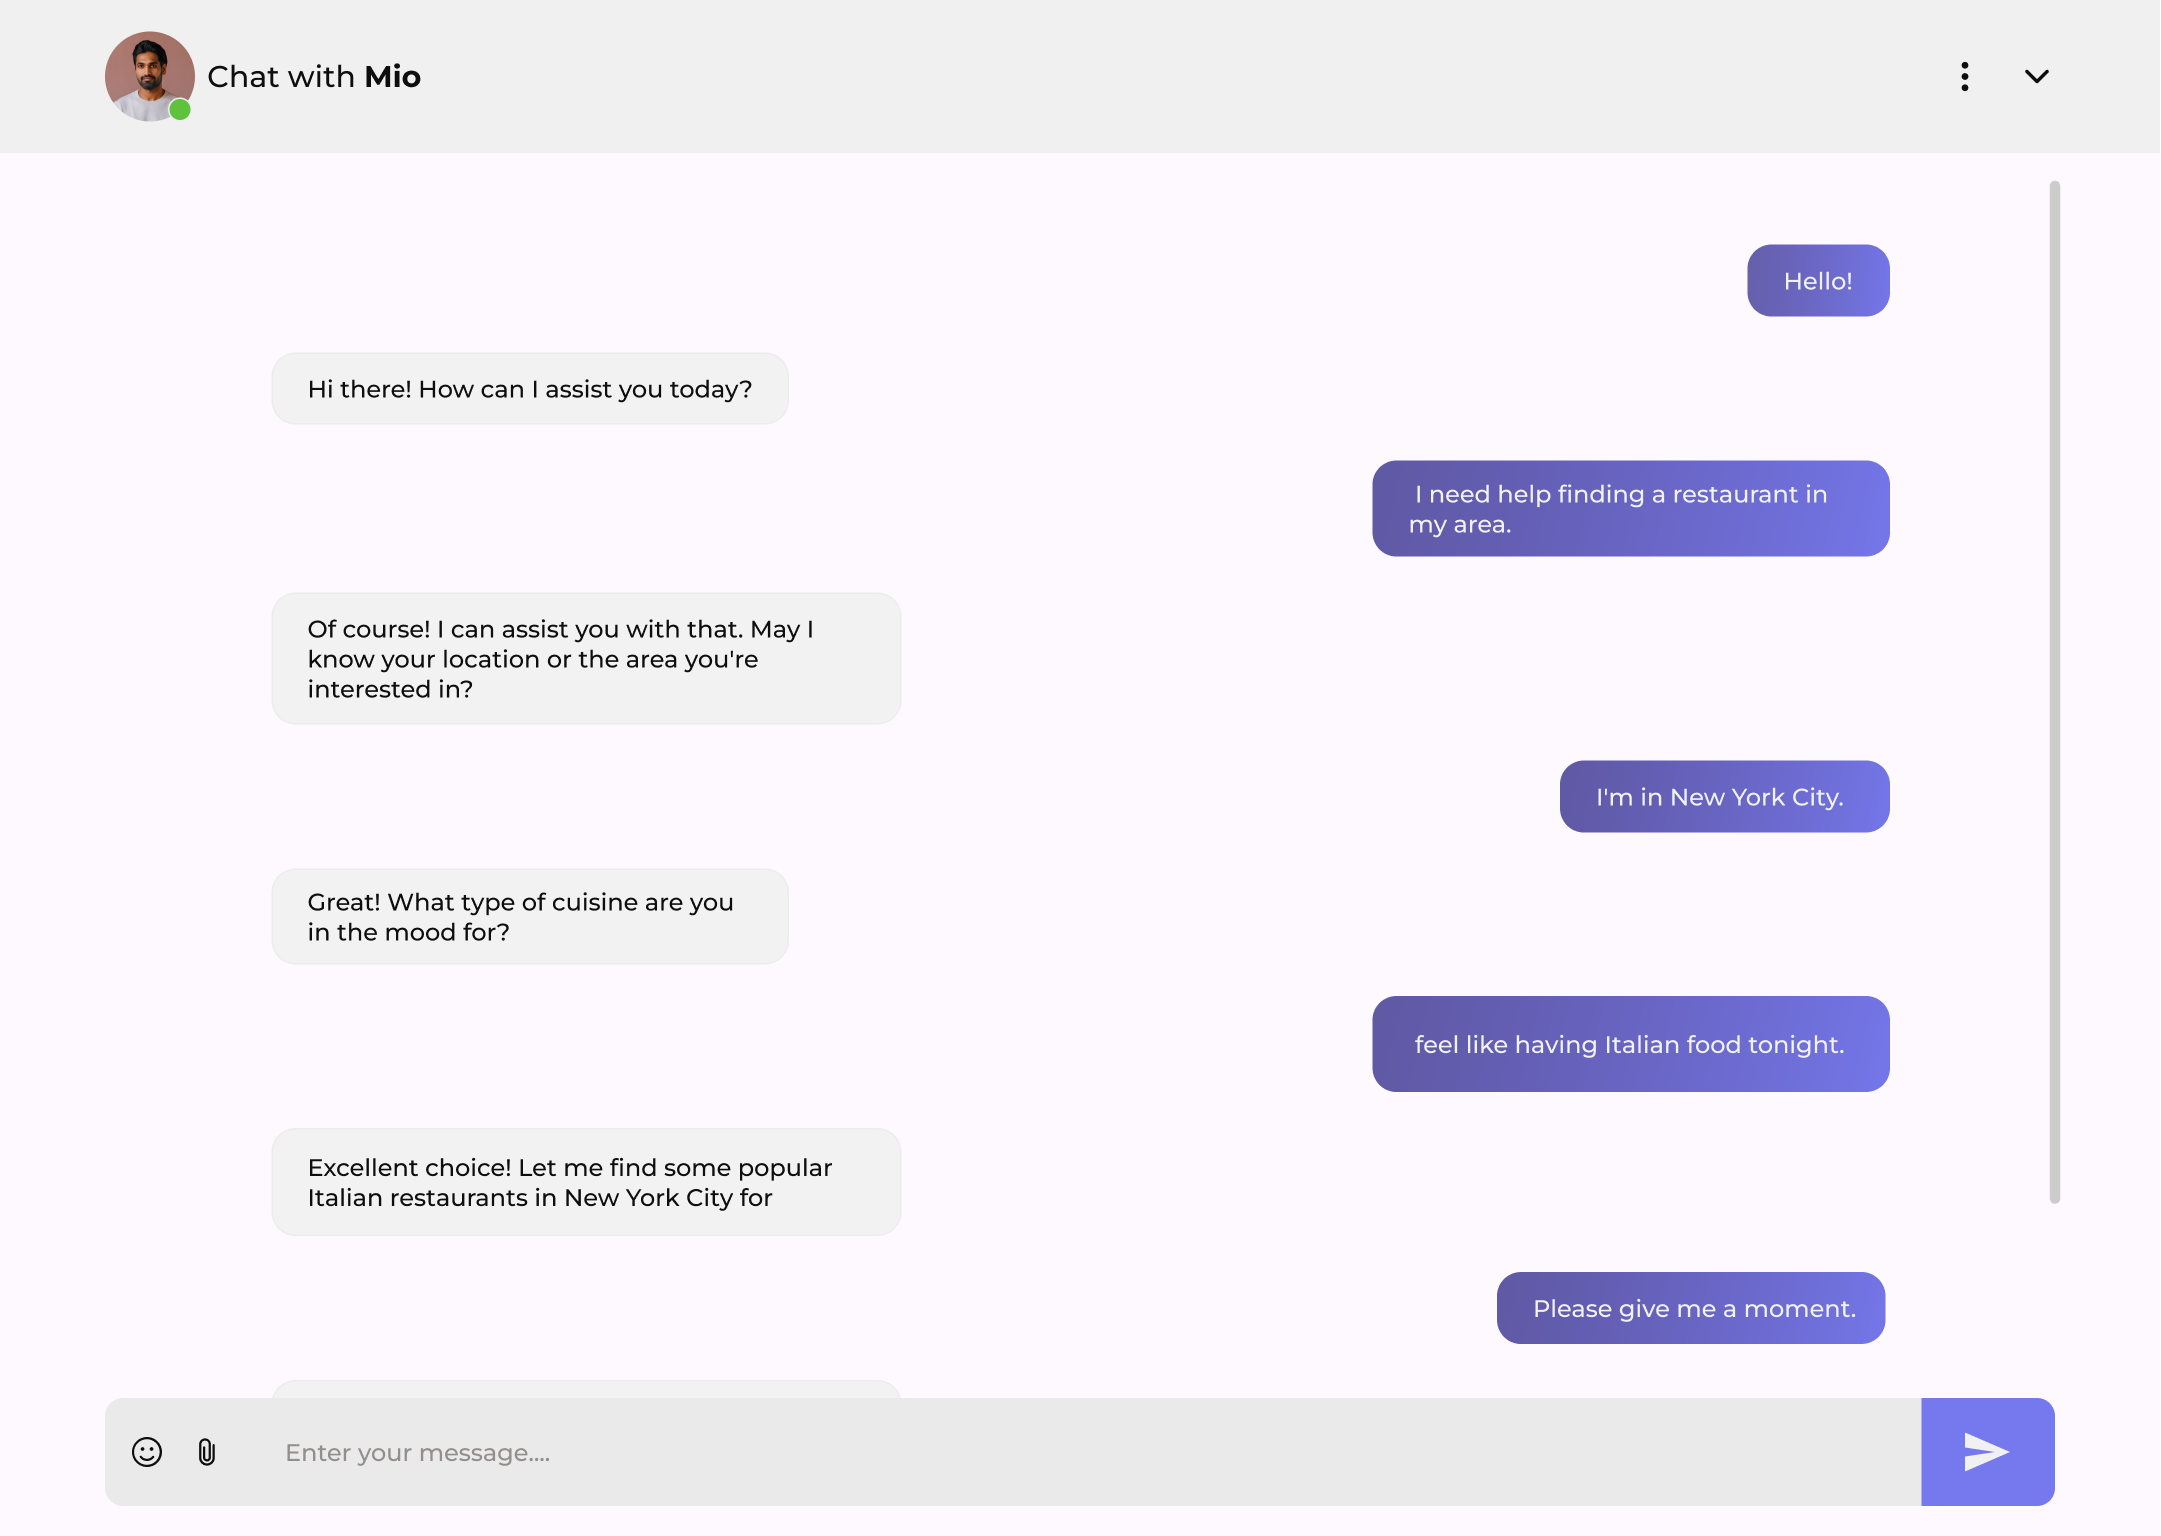 Chat with Mio
Hello!
Hi there! How can I assist you today?
I need help finding a restaurant in
my area.
Of course! I can assist you with that. May I
know your location or the area you're
interested in?
I'm in New York City.
Great! What type of cuisine are you
in the mood for?
feel like having Italian food tonight.
Excellent choice! Let me find some popular
Italian restaurants in New York City for
Please give me a moment.
Enter your message....